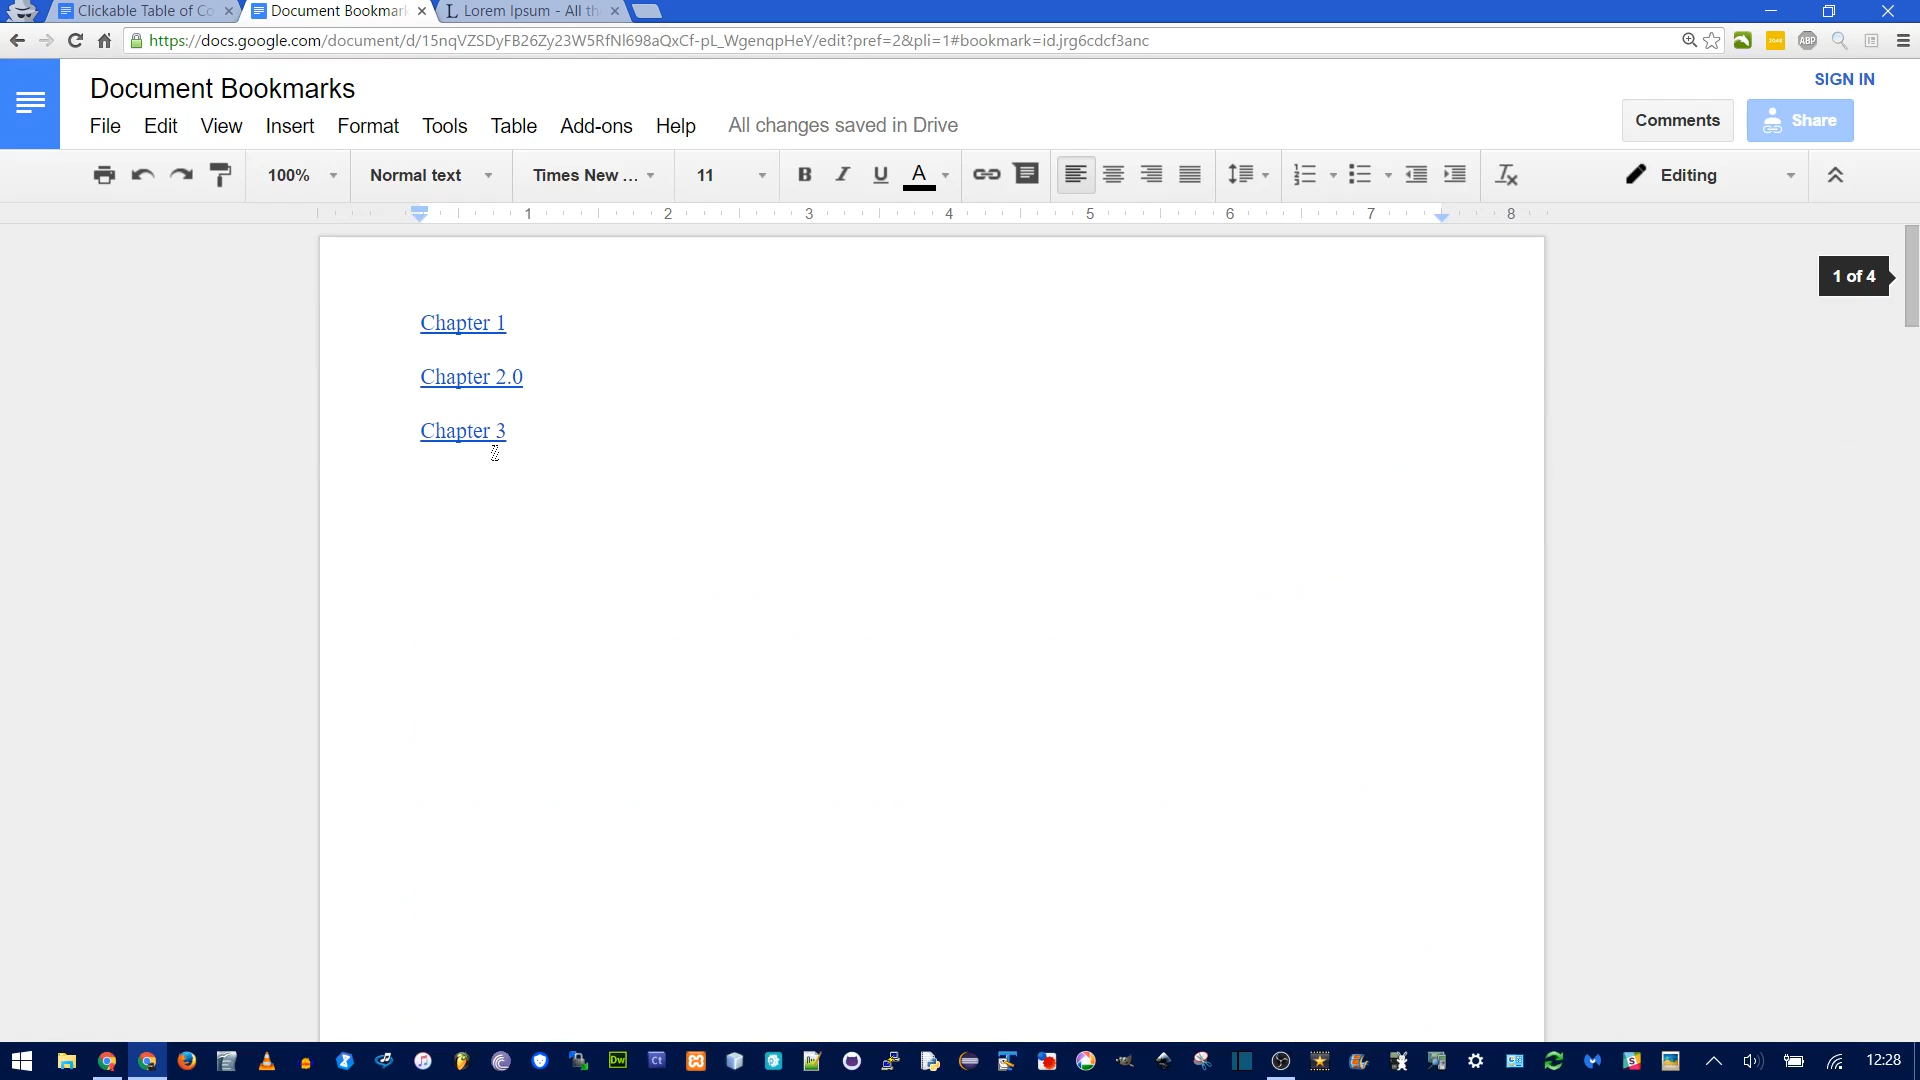 Clickable Table of Co
Document Bookmar
L Lorem Ipsum - All th
https://docs.google.com/document/d/15nqVZSDyFB26Zy23W5RfNl698aQxCf-pL_WgenqpHeY/edit?pref=2&pli=1#bookmark=id.jrg6cdcf3anc
ABP
Document Bookmarks
SIGN IN
File Edit View Insert Format Tools Table Add-ons Help All changes saved in Drive
Comments Share
100% Normal text Times New ... 11 B I U A Editing
1 2 3 4 5 6 7 8
1 of 4
Chapter 1
Chapter 2.0
Chapter 3
Dw Ct
12:28